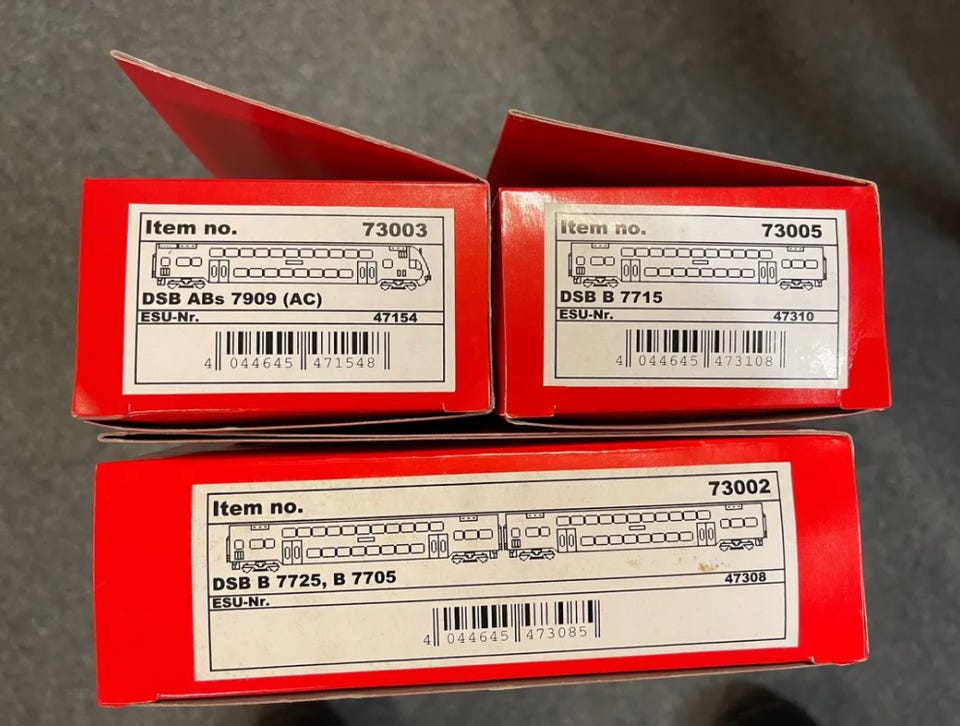 Item no. 73003
DSB ABs 7909 (AC)
ESU-Nr. 47154
4 044645 471548
Item no. 73005
DSB B 7715
ESU-Nr. 47310
4 044645 473108
Item no. 73002
DSB B 7725, B 7705
ESU-Nr. 47308
4 044645 473085